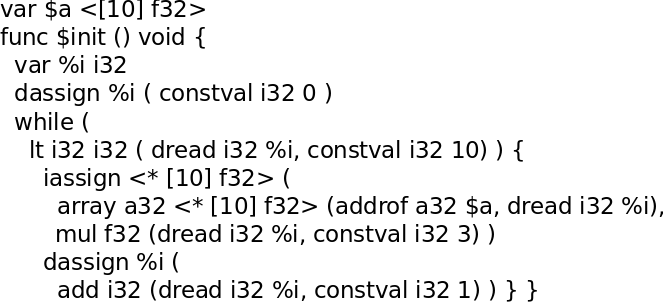 var $a <[10] f32>
func $init () void {
var %i i32
dassign %i ( constval i32 0 )
while (
lt i32 i32 ( dread i32 %i, constval i32 10) ) {
iassign <* [10] f32> (
array a32 <* [10] f32> (addrof a32 $a, dread i32 %i),
mul f32 (dread i32 %i, constval i32 3) )
dassign %i (
add i32 (dread i32 %i, constval i32 1) ) } }